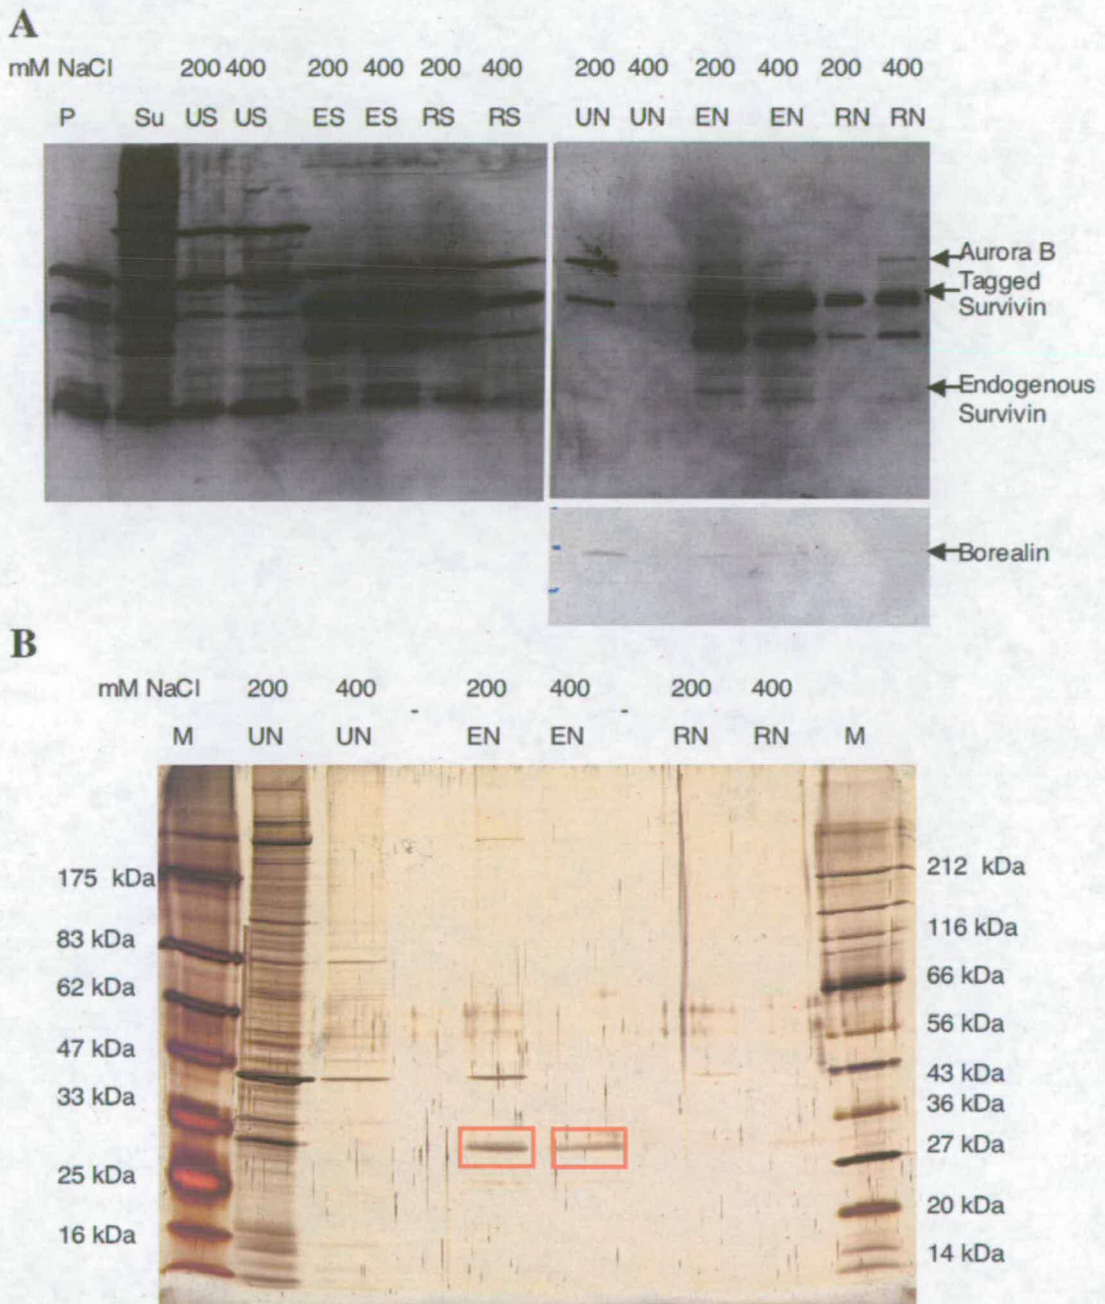 A
mM NaCl 200 400 200 400 200 400 200 400 200 400 200 400
P Su US US ES ES RS RS UN UN EN EN RN RN
Aurora B
Tagged
Survivin
Endogenous
Survivin
Borealin
B
mM NaCl 200 400 200 400 200 400
M UN UN - EN EN - RN RN M
175 kDa
83 kDa
62 kDa
47 kDa
33 kDa
25 kDa
16 kDa
212 kDa
116 kDa
66 kDa
56 kDa
43 kDa
36 kDa
27 kDa
20 kDa
14 kDa